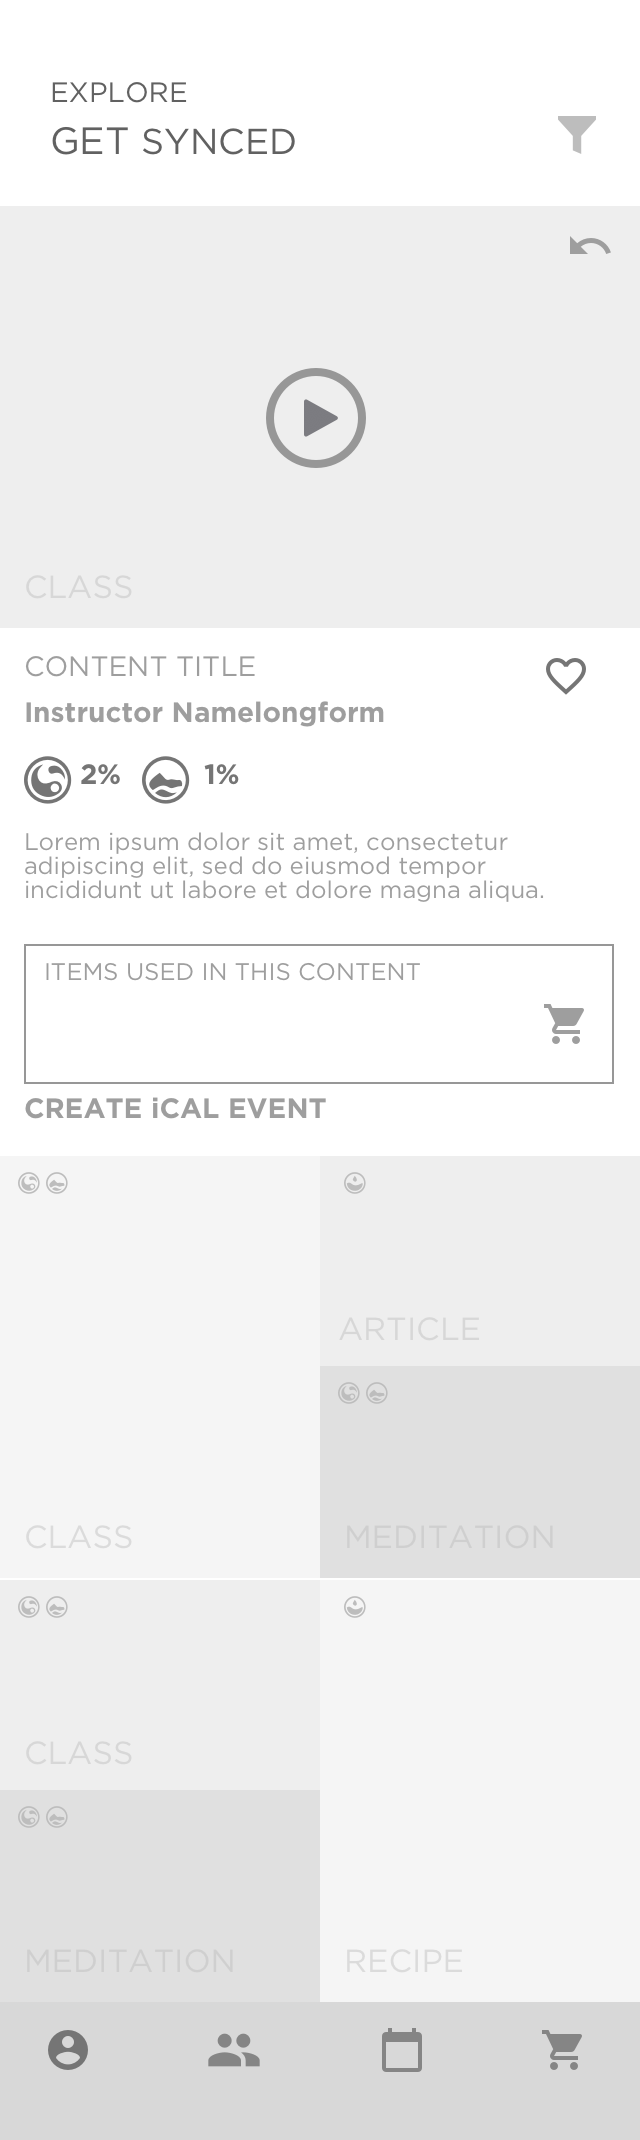 EXPLORE
GET SYNCED
CLASS
CONTENT TITLE
Instructor Namelongform
2% 1%
Lorem ipsum dolor sit amet, consectetur
adipiscing elit, sed do eiusmod tempor
incididunt ut labore et dolore magna aliqua.
ITEMS USED IN THIS CONTENT
CREATE iCAL EVENT
ARTICLE
CLASS
MEDITATION
CLASS
MEDITATION
RECIPE